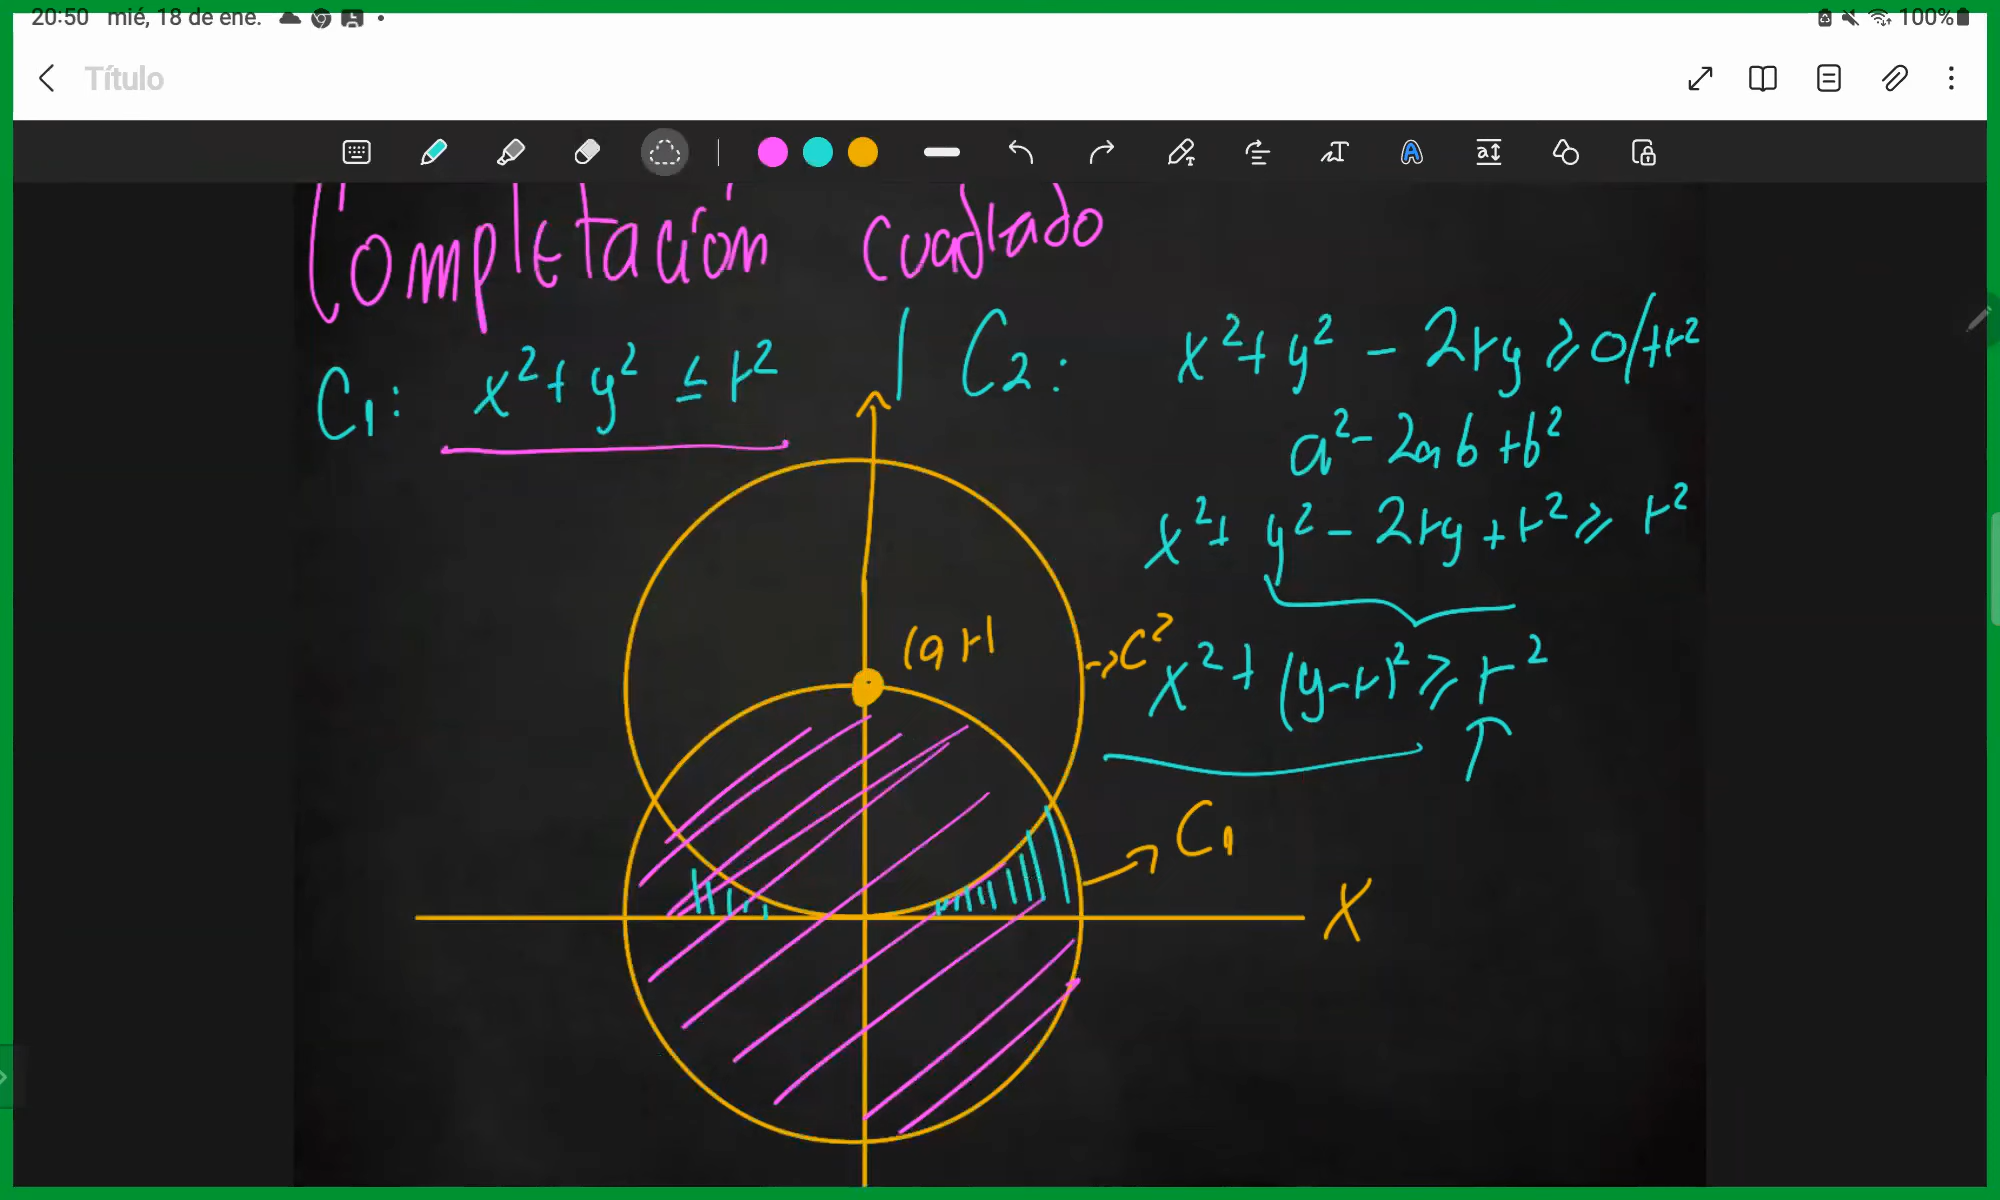 20:50 mié, 18 de ene. 100%
Título
Completación cuadrado
C₁: x² + y² ≤ r² | C₂: x² + y² - 2ry ≥ 0 /+r²
a² - 2ab + b²
x² + y² - 2ry + r² ≥ r²
(0, r)
→ C²
x² + (y-r)² ≥ r²
→ C₁
X